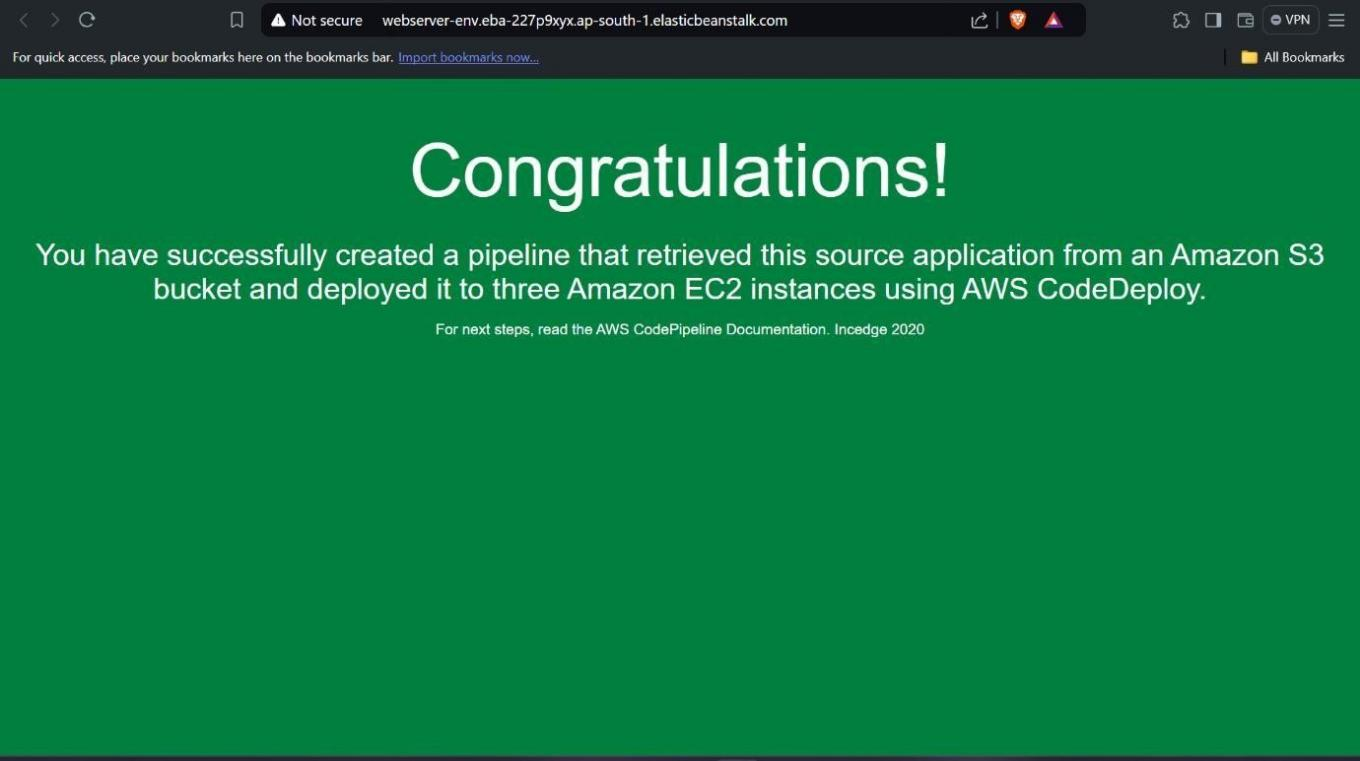 Not secure webserver-env.eba-227p9xyx.ap-south-1.elasticbeanstalk.com VPN
For quick access, place your bookmarks here on the bookmarks bar. Import bookmarks now... All Bookmarks
Congratulations!
You have successfully created a pipeline that retrieved this source application from an Amazon S3
bucket and deployed it to three Amazon EC2 instances using AWS CodeDeploy.
For next steps, read the AWS CodePipeline Documentation. Incedge 2020